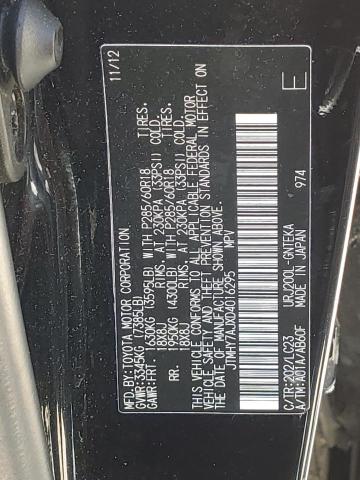 MFD.BY:TOYOTA MOTOR CORPORATION. 11/12
GVWR:3345KG (7385LB)
GAWR:FRT. 1630KG (3595LB) WITH P285/60R18 TIRES.
18X8J RIMS, AT 230KPA (33PSI) COLD.
RR. 1950KG (4300LB) WITH P285/60R18 TIRES.
18X8J RIMS, AT 230KPA (33PSI) COLD.
THIS VEHICLE CONFORMS TO ALL APPLICABLE FEDERAL MOTOR
VEHICLE SAFETY AND THEFT PREVENTION STANDARDS IN EFFECT ON
THE DATE OF MANUFACTURE SHOWN ABOVE.
JTMHY7AJXD4016295 MPV
C/TR:202/LC23 URJ200L-GNTEKA
A/TM:A01A/AB60F MADE IN JAPAN 974
E